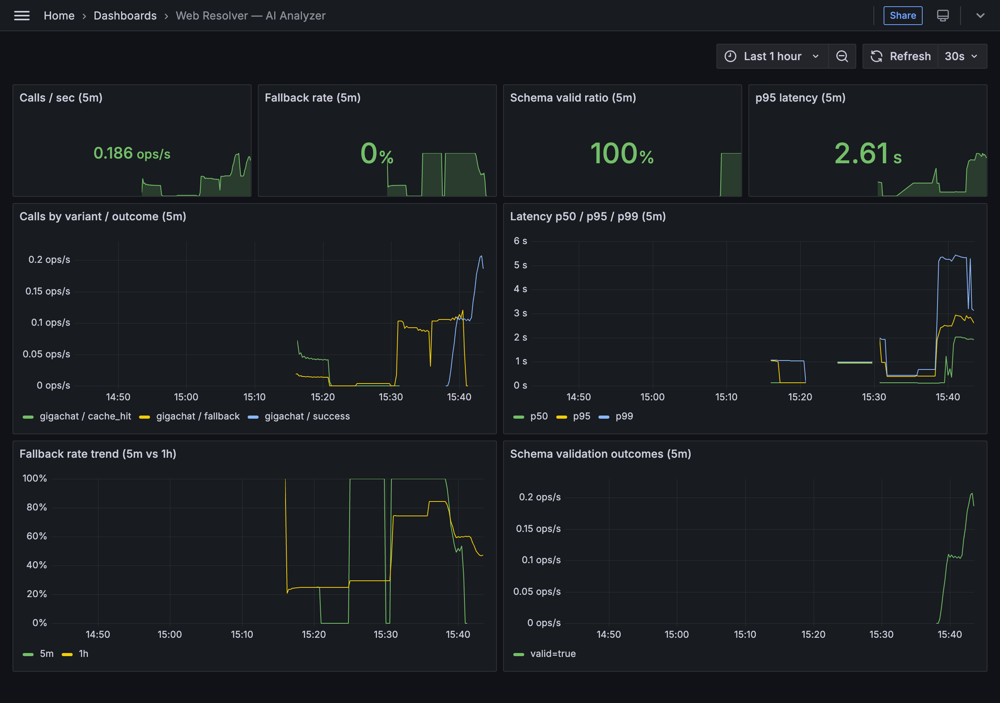 Home › Dashboards › Web Resolver — AI Analyzer
Share
Last 1 hour
Refresh
30s
Calls / sec (5m)
0.186 ops/s
Fallback rate (5m)
0%
Schema valid ratio (5m)
100%
p95 latency (5m)
2.61 s
Calls by variant / outcome (5m)
0.2 ops/s
0.15 ops/s
0.1 ops/s
0.05 ops/s
0 ops/s
14:50 15:00 15:10 15:20 15:30 15:40
gigachat / cache_hit gigachat / fallback gigachat / success
Latency p50 / p95 / p99 (5m)
6 s
5 s
4 s
3 s
2 s
1 s
0 s
14:50 15:00 15:10 15:20 15:30 15:40
p50 p95 p99
Fallback rate trend (5m vs 1h)
100%
80%
60%
40%
20%
0%
14:50 15:00 15:10 15:20 15:30 15:40
5m 1h
Schema validation outcomes (5m)
0.2 ops/s
0.15 ops/s
0.1 ops/s
0.05 ops/s
0 ops/s
14:50 15:00 15:10 15:20 15:30 15:40
valid=true